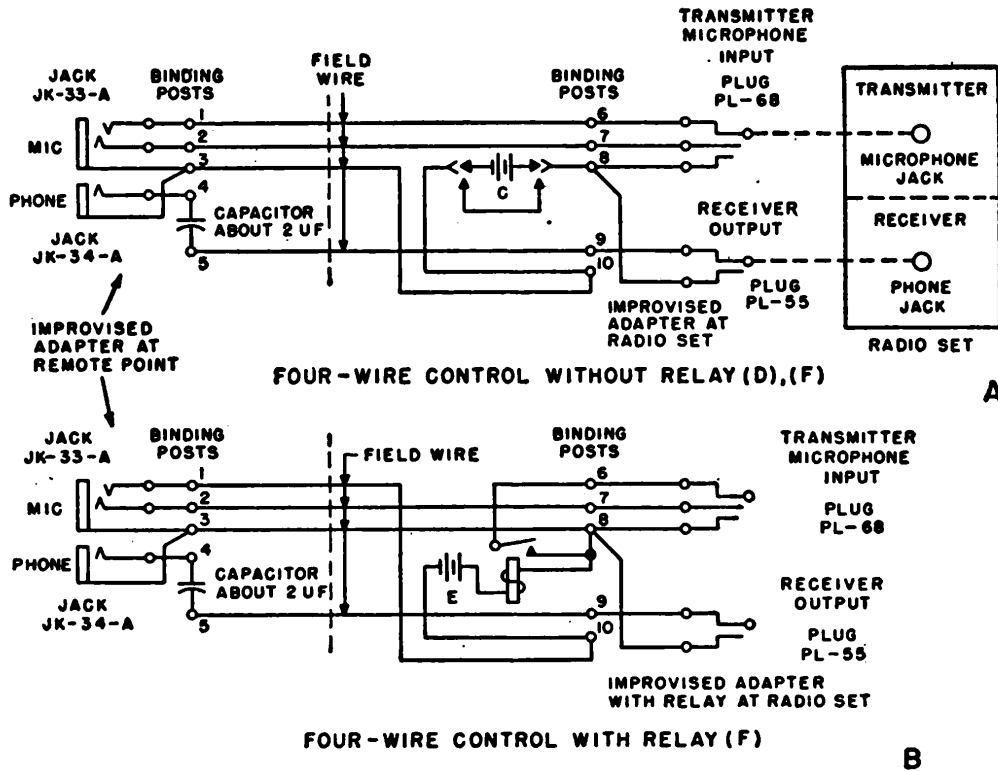 TRANSMITTER
MICROPHONE
INPUT
FIELD
WIRE
JACK
JK-33-A
BINDING
POSTS
BINDING
POSTS
PLUG
PL-68
TRANSMITTER
1
2
3
4
5
6
7
8
9
10
MIC
PHONE
C
MICROPHONE
JACK
RECEIVER
CAPACITOR
ABOUT 2 UF
RECEIVER
OUTPUT
JACK
JK-34-A
PLUG
PL-55
PHONE
JACK
IMPROVISED
ADAPTER AT
REMOTE POINT
IMPROVISED
ADAPTER AT
RADIO SET
RADIO SET
FOUR-WIRE CONTROL WITHOUT RELAY (D),(F)
A
JACK
JK-33-A
BINDING
POSTS
FIELD WIRE
BINDING
POSTS
TRANSMITTER
MICROPHONE
INPUT
1
2
3
4
5
6
7
8
9
10
MIC
PHONE
PLUG
PL-68
E
CAPACITOR
ABOUT 2 UF
JACK
JK-34-A
RECEIVER
OUTPUT
PLUG
PL-55
IMPROVISED ADAPTER
WITH RELAY AT RADIO SET
FOUR-WIRE CONTROL WITH RELAY (F)
B